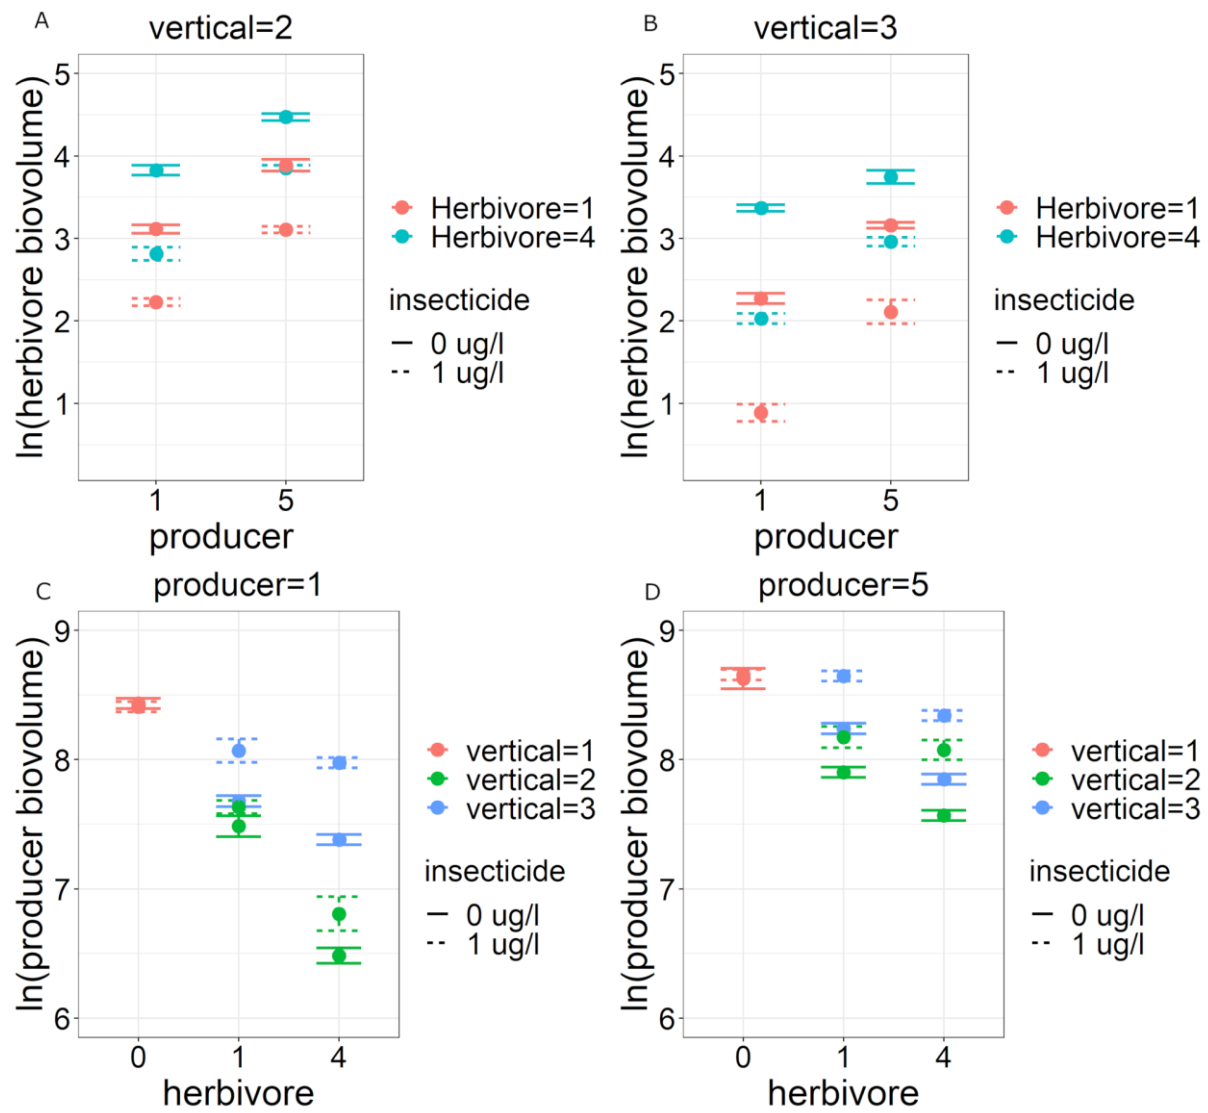 A
vertical=2
ln(herbivore biovolume)
5
4
3
2
1
1
5
producer
Herbivore=1
Herbivore=4
insecticide
0 ug/l
1 ug/l
B
vertical=3
ln(herbivore biovolume)
5
4
3
2
1
1
5
producer
Herbivore=1
Herbivore=4
insecticide
0 ug/l
1 ug/l
C
producer=1
ln(producer biovolume)
9
8
7
6
0
1
4
herbivore
vertical=1
vertical=2
vertical=3
insecticide
0 ug/l
1 ug/l
D
producer=5
ln(producer biovolume)
9
8
7
6
0
1
4
herbivore
vertical=1
vertical=2
vertical=3
insecticide
0 ug/l
1 ug/l